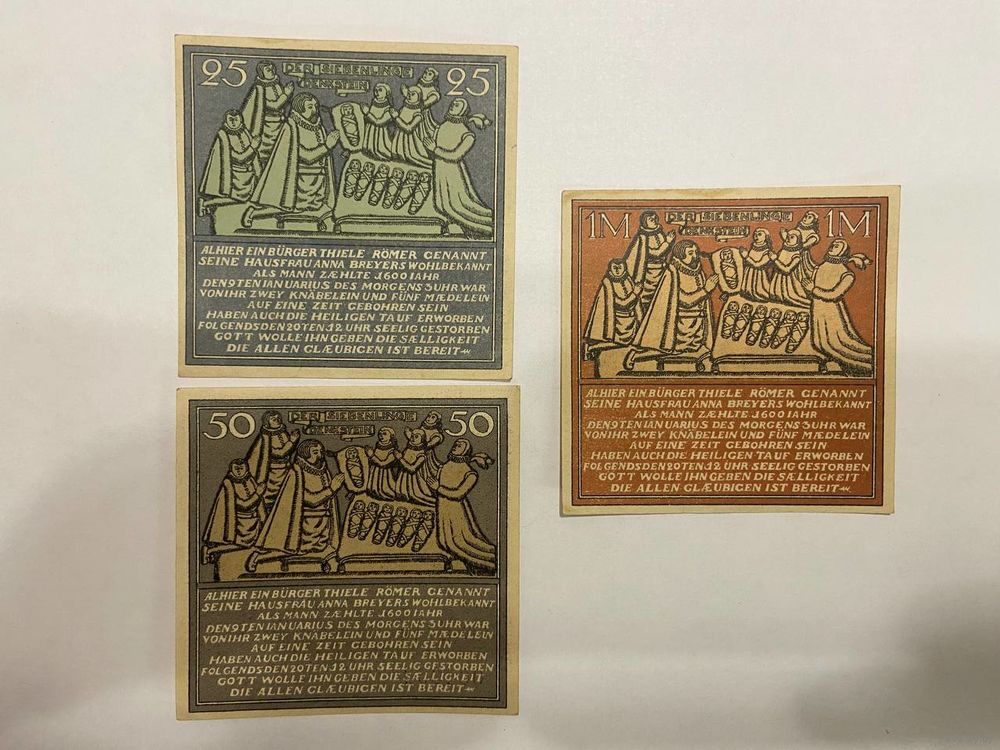 25 DER SIEBENLINGE 25
DENKSTEIN
ALHIER EIN BÜRGER THIELE RÖMER GENANNT
SEINE HAUSFRAU ANNA BREYERS WOHLBEKANNT
ALS MANN ZÆHLTE 1600 IAHR
DEN 9TEN IANUARIUS DES MORGENS 3 UHR WAR
VON IHR ZWEY KNÄBELEIN UND FÜNF MÆDELEIN
AUF EINE ZEIT GEBOHREN SEIN
HABEN AUCH DIE HEILIGEN TAUF ERWORBEN
FOLGENDS DEN 20TEN 12 UHR SEELIG GESTORBEN
GOTT WOLLE IHN GEBEN DIE SÆLLIGKEIT
DIE ALLEN GLÆUBIGEN IST BEREIT
50 DER SIEBENLINGE 50
DENKSTEIN
ALHIER EIN BÜRGER THIELE RÖMER GENANNT
SEINE HAUSFRAU ANNA BREYERS WOHLBEKANNT
ALS MANN ZÆHLTE 1600 IAHR
DEN 9TEN IANUARIUS DES MORGENS 3 UHR WAR
VON IHR ZWEY KNÄBELEIN UND FÜNF MÆDELEIN
AUF EINE ZEIT GEBOHREN SEIN
HABEN AUCH DIE HEILIGEN TAUF ERWORBEN
FOLGENDS DEN 20TEN 12 UHR SEELIG GESTORBEN
GOTT WOLLE IHN GEBEN DIE SÆLLIGKEIT
DIE ALLEN GLÆUBIGEN IST BEREIT
1M DER SIEBENLINGE 1M
DENKSTEIN
ALHIER EIN BÜRGER THIELE RÖMER GENANNT
SEINE HAUSFRAU ANNA BREYERS WOHLBEKANNT
ALS MANN ZÆHLTE 1600 IAHR
DEN 9TEN IANUARIUS DES MORGENS 3 UHR WAR
VON IHR ZWEY KNÄBELEIN UND FÜNF MÆDELEIN
AUF EINE ZEIT GEBOHREN SEIN
HABEN AUCH DIE HEILIGEN TAUF ERWORBEN
FOLGENDS DEN 20TEN 12 UHR SEELIG GESTORBEN
GOTT WOLLE IHN GEBEN DIE SÆLLIGKEIT
DIE ALLEN GLÆUBIGEN IST BEREIT